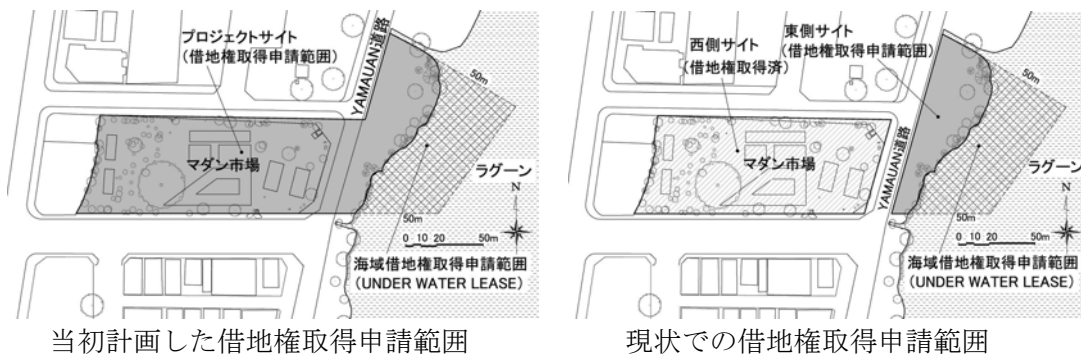 プロジェクトサイト
(借地権取得申請範囲)
YAMAUAN道路
50m
マダン市場
ラグーン
N
50m
0 10 20 50m
海域借地権取得申請範囲
(UNDER WATER LEASE)
当初計画した借地権取得申請範囲
西側サイト
(借地権取得済)
東側サイト
(借地権取得申請範囲)
50m
マダン市場
YAMAUAN道路
ラグーン
N
50m
0 10 20 50m
海域借地権取得申請範囲
(UNDER WATER LEASE)
現状での借地権取得申請範囲